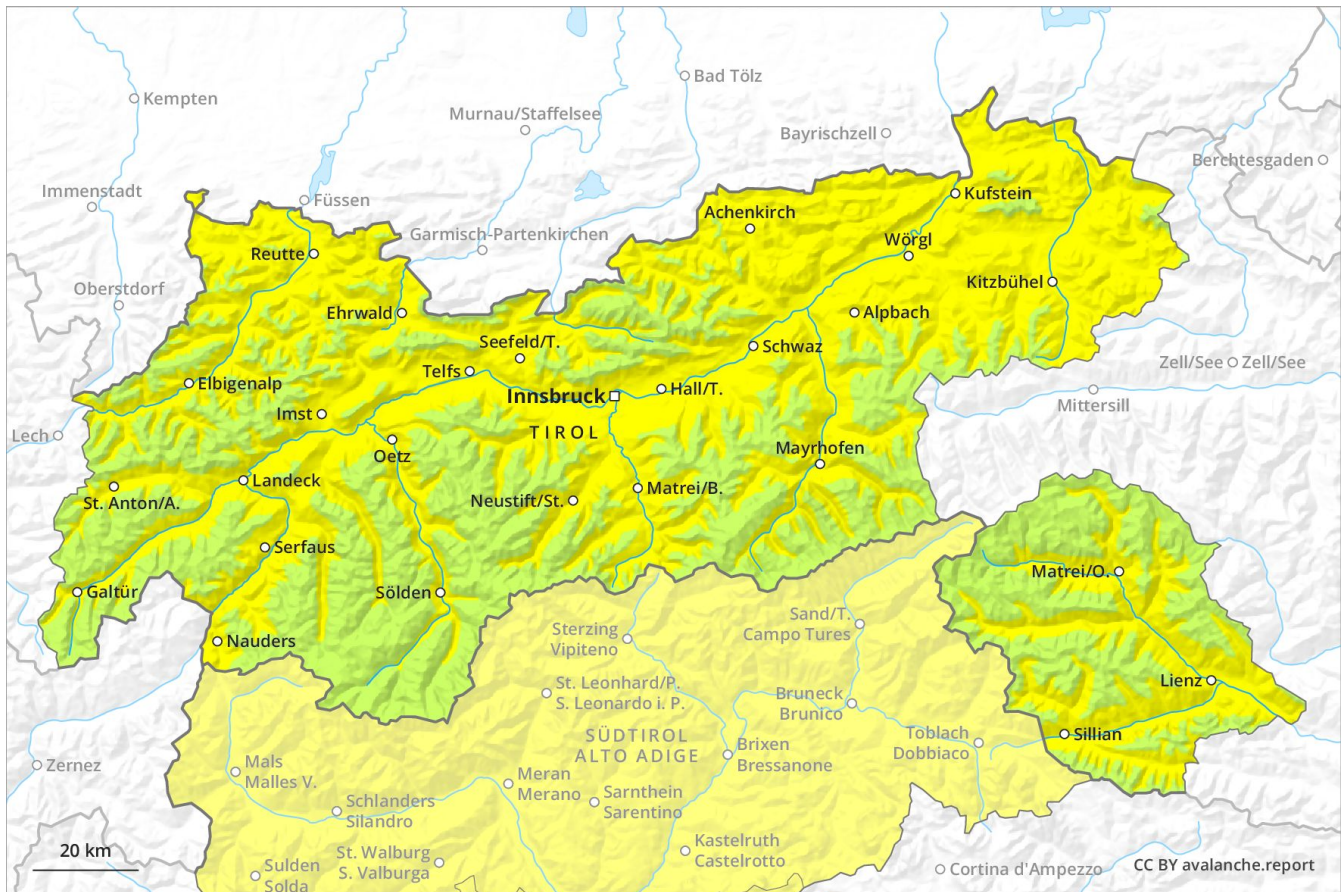 Bad Tölz
Kempten
Murnau/Staffelsee
Bayrischzell
Berchtesgaden
Immenstadt
Füssen
Kufstein
Achenkirch
Garmisch-Partenkirchen
Wörgl
Reutte
Oberstdorf
Kitzbühel
Ehrwald
Alpbach
Seefeld/T.
Schwaz
Zell/See
Zell/See
Telfs
Elbigenalp
Hall/T.
Mittersill
Innsbruck
Imst
TIROL
Lech
Oetz
Mayrhofen
Landeck
Matrei/B.
St. Anton/A.
Neustift/St.
Serfaus
Matrei/O.
Galtür
Sölden
Sand/T.
Campo Tures
Sterzing
Vipiteno
Nauders
Lienz
St. Leonhard/P.
S. Leonardo i. P.
Bruneck
Brunico
Sillian
SÜDTIROL
ALTO ADIGE
Toblach
Dobbiaco
Brixen
Bressanone
Zernez
Mals
Malles V.
Meran
Merano
Sarnthein
Sarentino
Schlanders
Silandro
Kastelruth
Castelrotto
20 km
St. Walburg
S. Valburga
Sulden
Solda
Cortina d'Ampezzo
CC BY avalanche.report